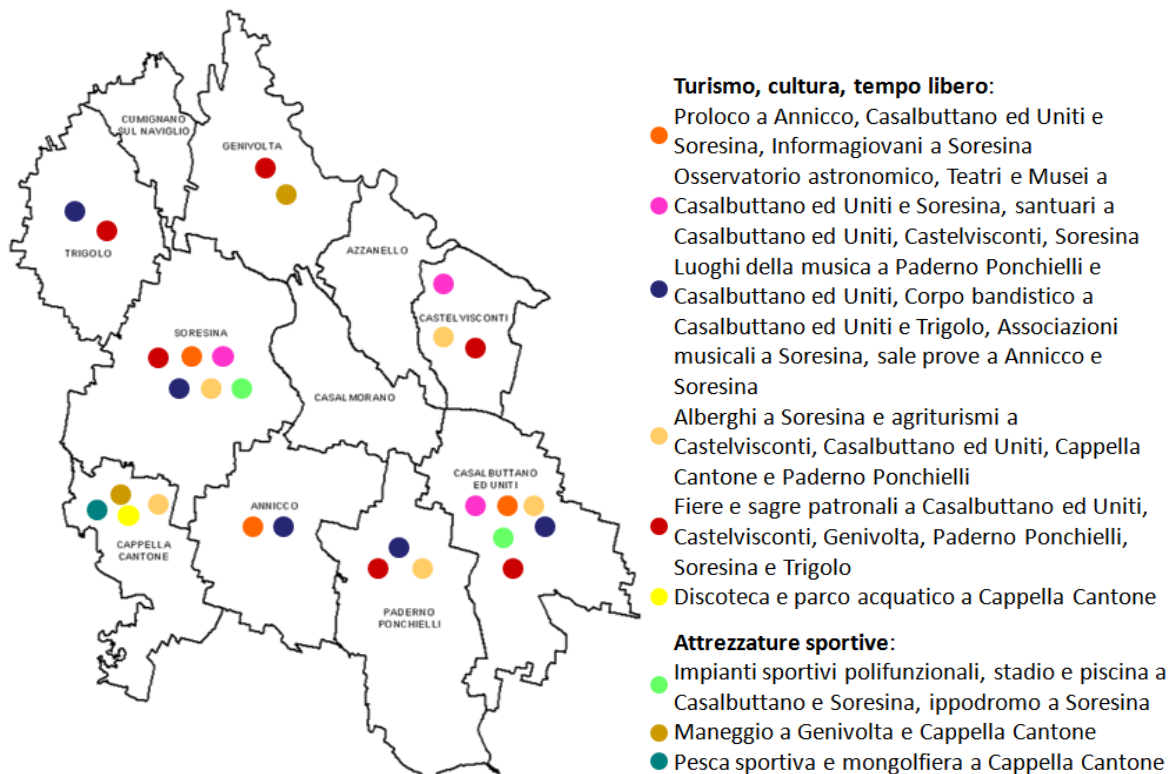 CUMIGNANO
SUL NAVIGLIO
GENIVOLTA
TRIGOLO
AZZANELLO
CASTELVISCONTI
SORESINA
CASALMORANO
CASALBUTTANO
ED UNITI
ANNICCO
CAPPELLA
CANTONE
PADERNO
PONCHIELLI
Turismo, cultura, tempo libero:
Proloco a Annicco, Casalbuttano ed Uniti e
Soresina, Informagiovani a Soresina
Osservatorio astronomico, Teatri e Musei a
Casalbuttano ed Uniti e Soresina, santuari a
Casalbuttano ed Uniti, Castelvisconti, Soresina
Luoghi della musica a Paderno Ponchielli e
Casalbuttano ed Uniti, Corpo bandistico a
Casalbuttano ed Uniti e Trigolo, Associazioni
musicali a Soresina, sale prove a Annicco e
Soresina
Alberghi a Soresina e agriturismi a
Castelvisconti, Casalbuttano ed Uniti, Cappella
Cantone e Paderno Ponchielli
Fiere e sagre patronali a Casalbuttano ed Uniti,
Castelvisconti, Genivolta, Paderno Ponchielli,
Soresina e Trigolo
Discoteca e parco acquatico a Cappella Cantone
Attrezzature sportive:
Impianti sportivi polifunzionali, stadio e piscina a
Casalbuttano e Soresina, ippodromo a Soresina
Maneggio a Genivolta e Cappella Cantone
Pesca sportiva e mongolfiera a Cappella Cantone